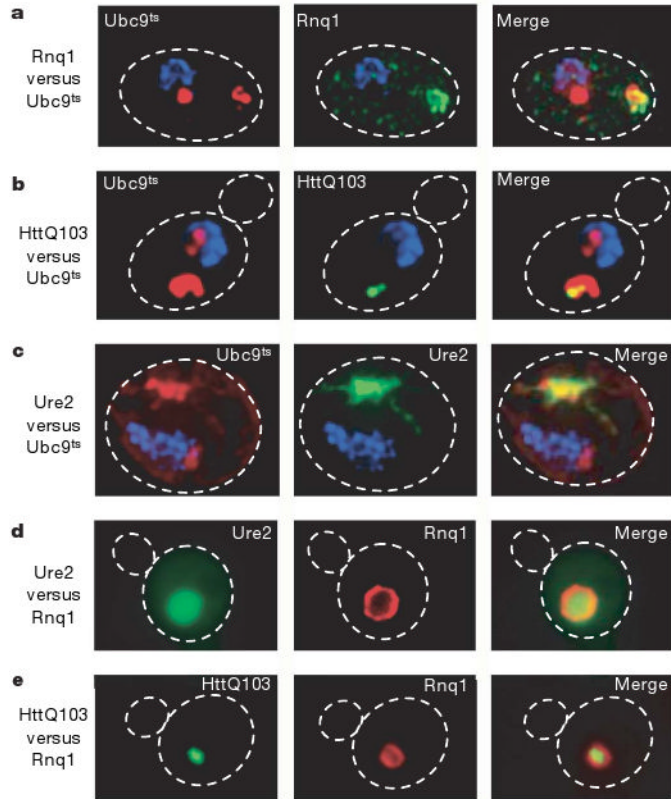 a
Rnq1
versus
Ubc9ts
Ubc9ts
Rnq1
Merge
b
HttQ103
versus
Ubc9ts
Ubc9ts
HttQ103
Merge
c
Ure2
versus
Ubc9ts
Ubc9ts
Ure2
Merge
d
Ure2
versus
Rnq1
Ure2
Rnq1
Merge
e
HttQ103
versus
Rnq1
HttQ103
Rnq1
Merge